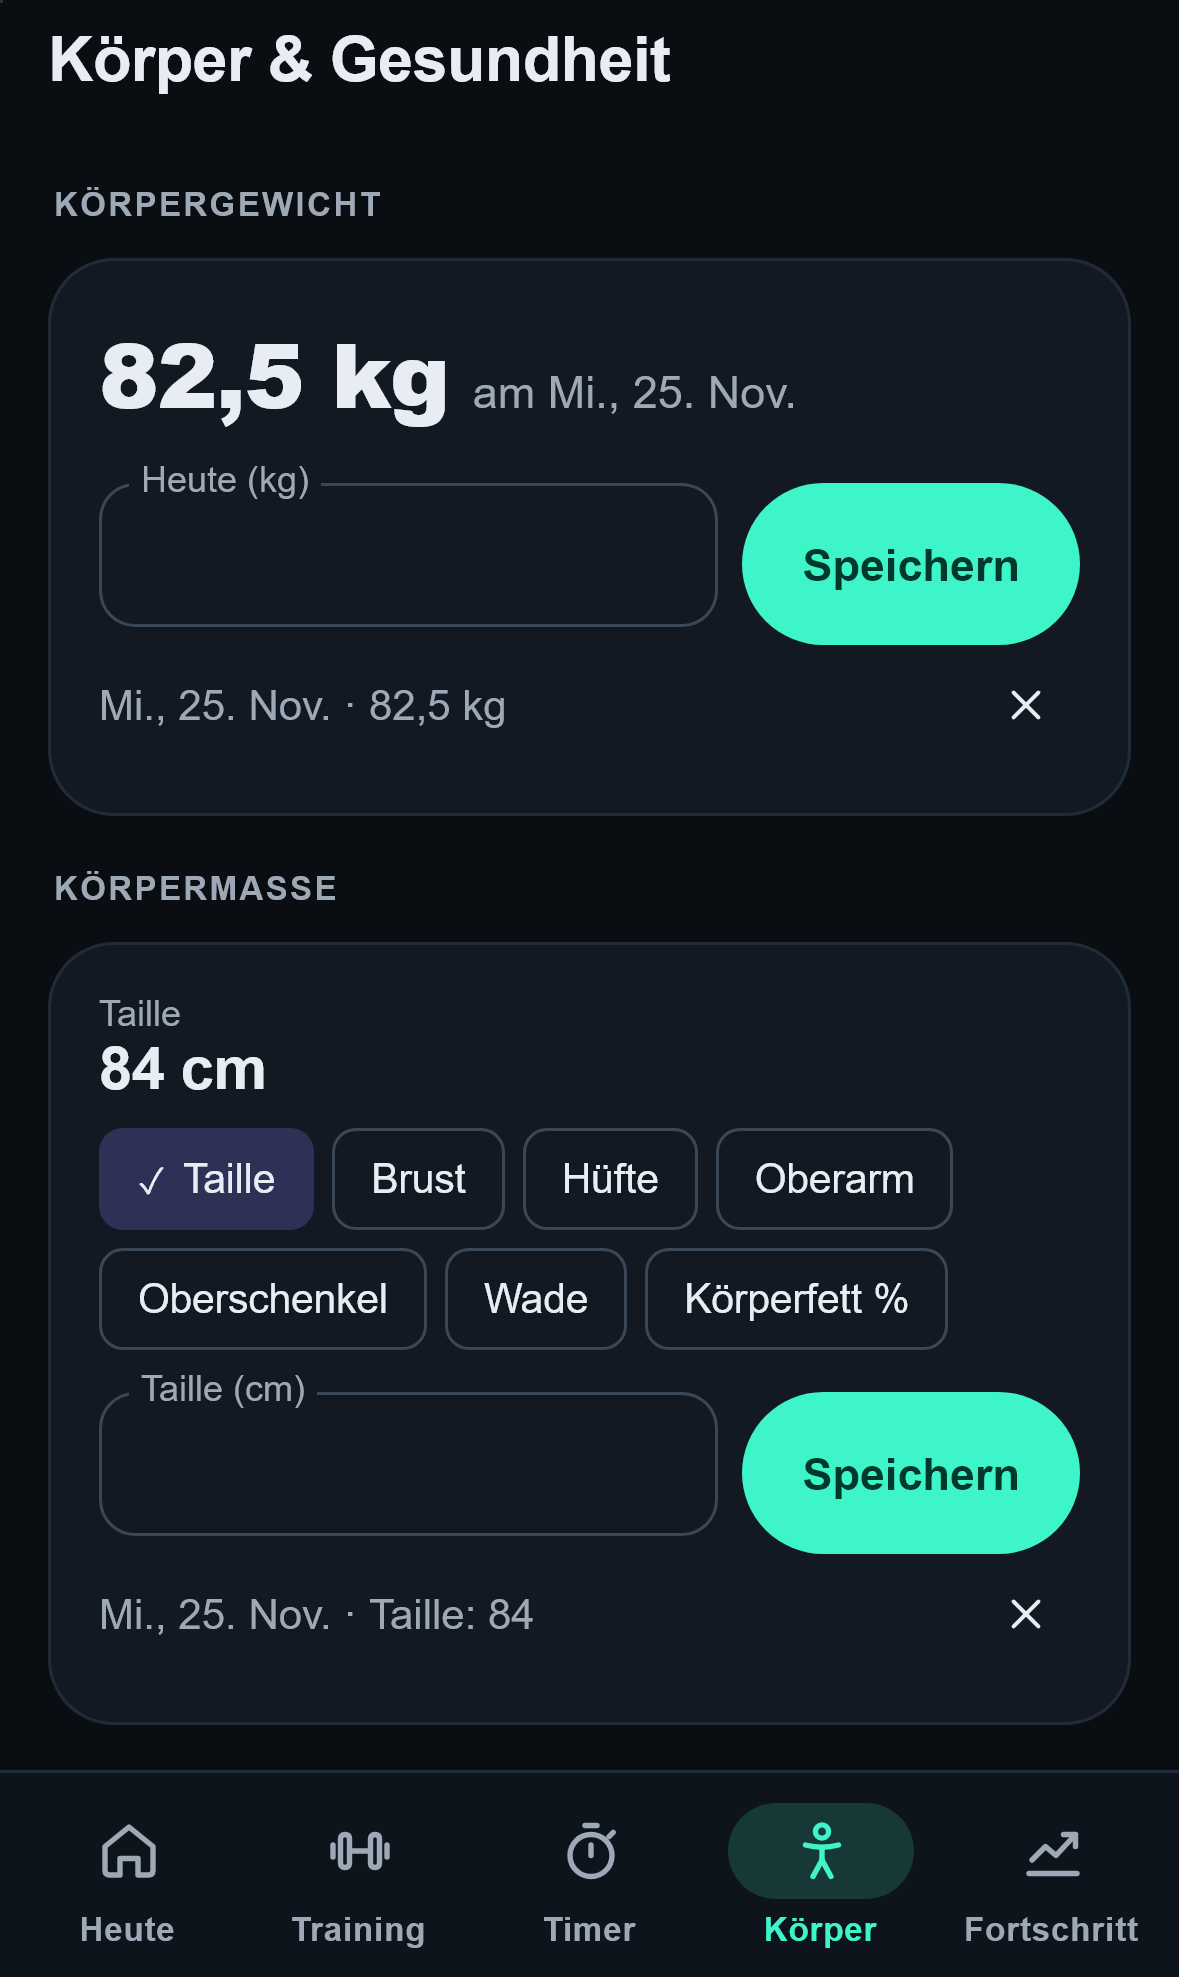 Körper & Gesundheit
KÖRPERGEWICHT
82,5 kg am Mi., 25. Nov.
Heute (kg)
Speichern
Mi., 25. Nov. · 82,5 kg
KÖRPERMASSE
Taille
84 cm
✓ Taille Brust Hüfte Oberarm
Oberschenkel Wade Körperfett %
Taille (cm)
Speichern
Mi., 25. Nov. · Taille: 84
Heute Training Timer Körper Fortschritt